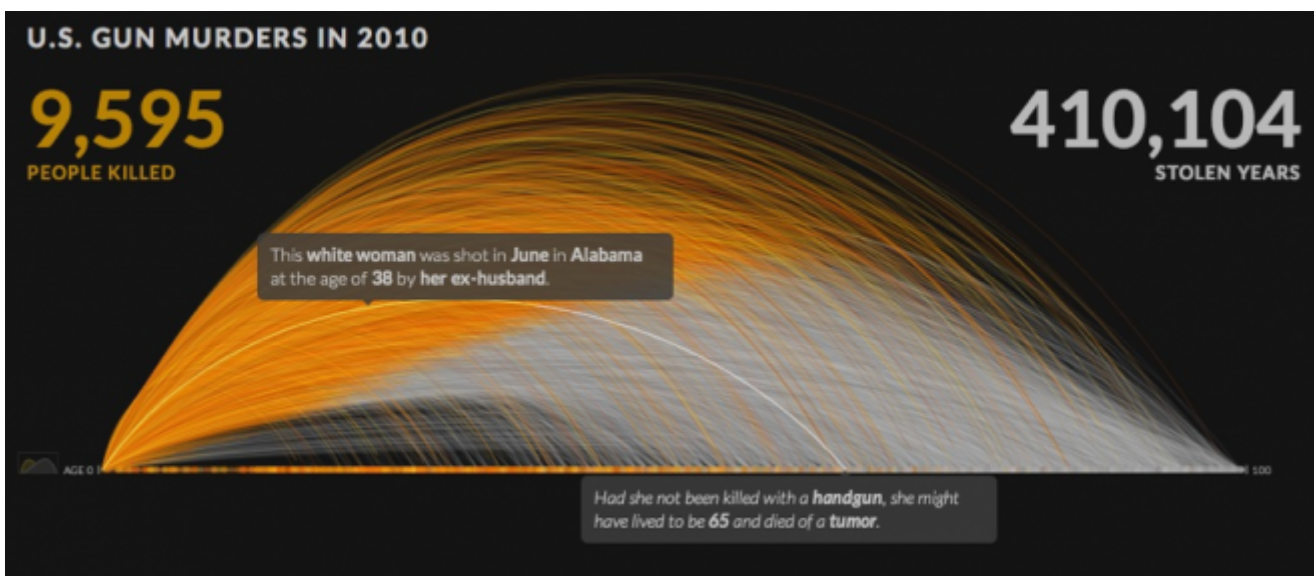 U.S. GUN MURDERS IN 2010
9,595
PEOPLE KILLED
410,104
STOLEN YEARS
This white woman was shot in June in Alabama
at the age of 38 by her ex-husband.
AGE 0
100
Had she not been killed with a handgun, she might
have lived to be 65 and died of a tumor.